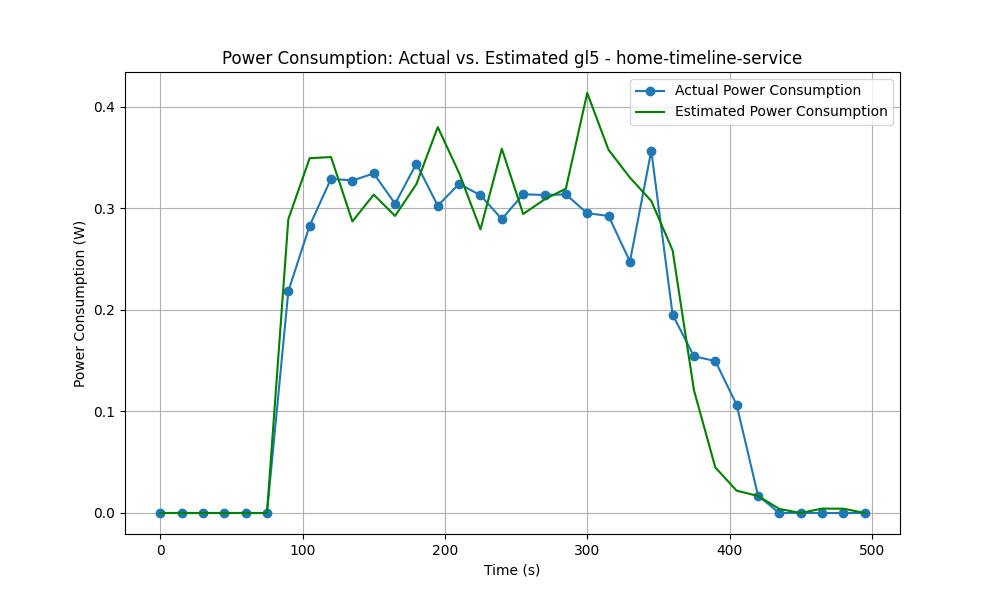 Power Consumption: Actual vs. Estimated gl5 - home-timeline-service
Actual Power Consumption
Estimated Power Consumption
Power Consumption (W)
0.4
0.3
0.2
0.1
0.0
0 100 200 300 400 500
Time (s)